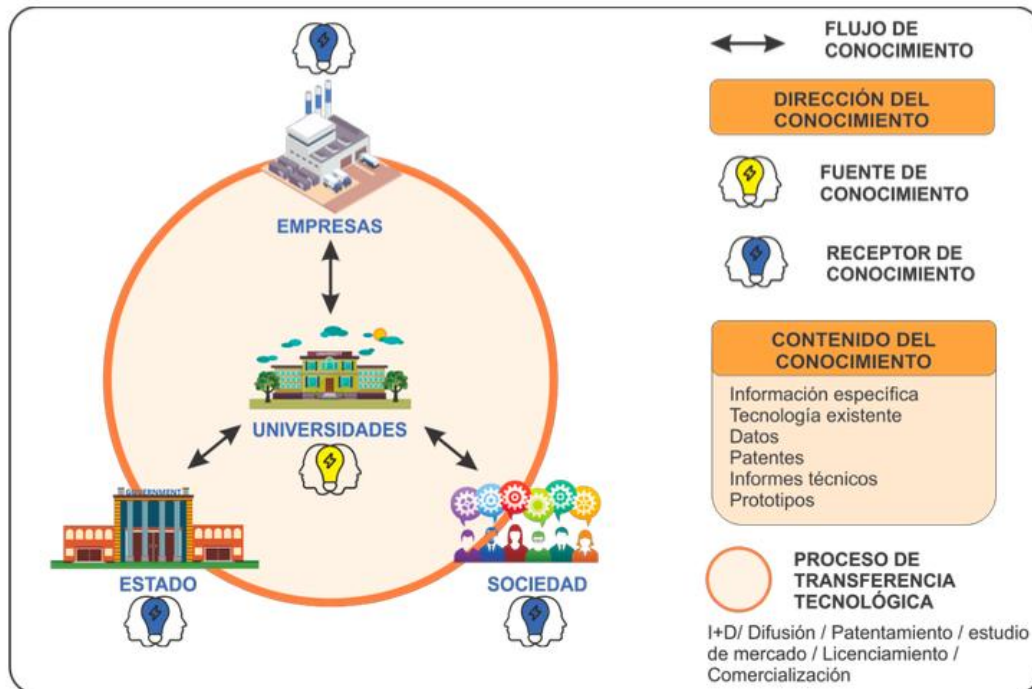 EMPRESAS
UNIVERSIDADES
GOVERNMENT
ESTADO
SOCIEDAD
FLUJO DE
CONOCIMIENTO
DIRECCIÓN DEL
CONOCIMIENTO
FUENTE DE
CONOCIMIENTO
RECEPTOR DE
CONOCIMIENTO
CONTENIDO DEL
CONOCIMIENTO
Información específica
Tecnología existente
Datos
Patentes
Informes técnicos
Prototipos
PROCESO DE
TRANSFERENCIA
TECNOLÓGICA
I+D/ Difusión / Patentamiento / estudio
de mercado / Licenciamiento /
Comercialización